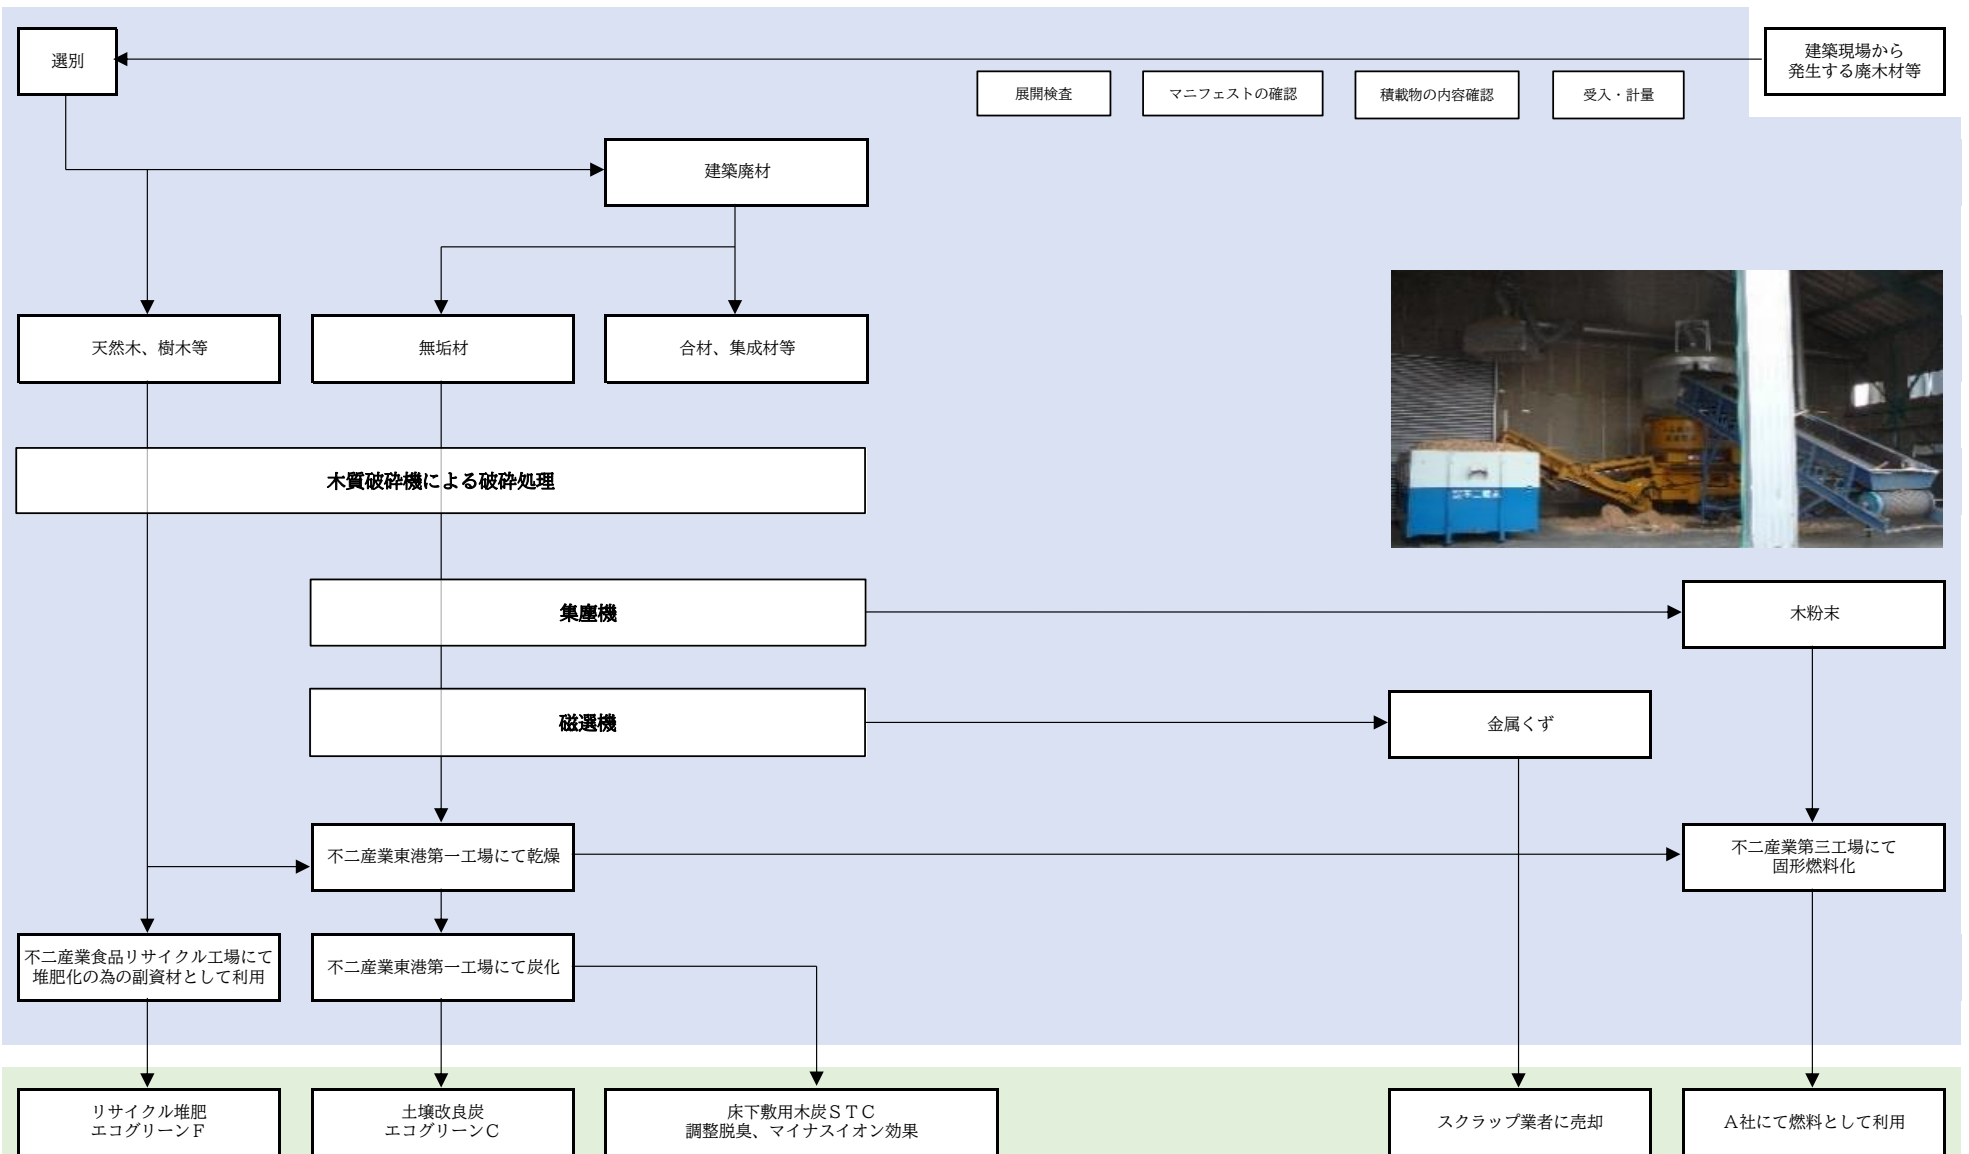 選別
建築現場から
発生する廃木材等
展開検査
マニフェストの確認
積載物の内容確認
受入・計量
建築廃材
天然木、樹木等
無垢材
合材、集成材等
木質破砕機による破砕処理
集塵機
木粉末
磁選機
金属くず
不二産業東港第一工場にて乾燥
不二産業第三工場にて
固形燃料化
不二産業食品リサイクル工場にて
堆肥化の為の副資材として利用
不二産業東港第一工場にて炭化
リサイクル堆肥
エコグリーンＦ
土壌改良炭
エコグリーンＣ
床下敷用木炭ＳＴＣ
調整脱臭、マイナスイオン効果
スクラップ業者に売却
Ａ社にて燃料として利用